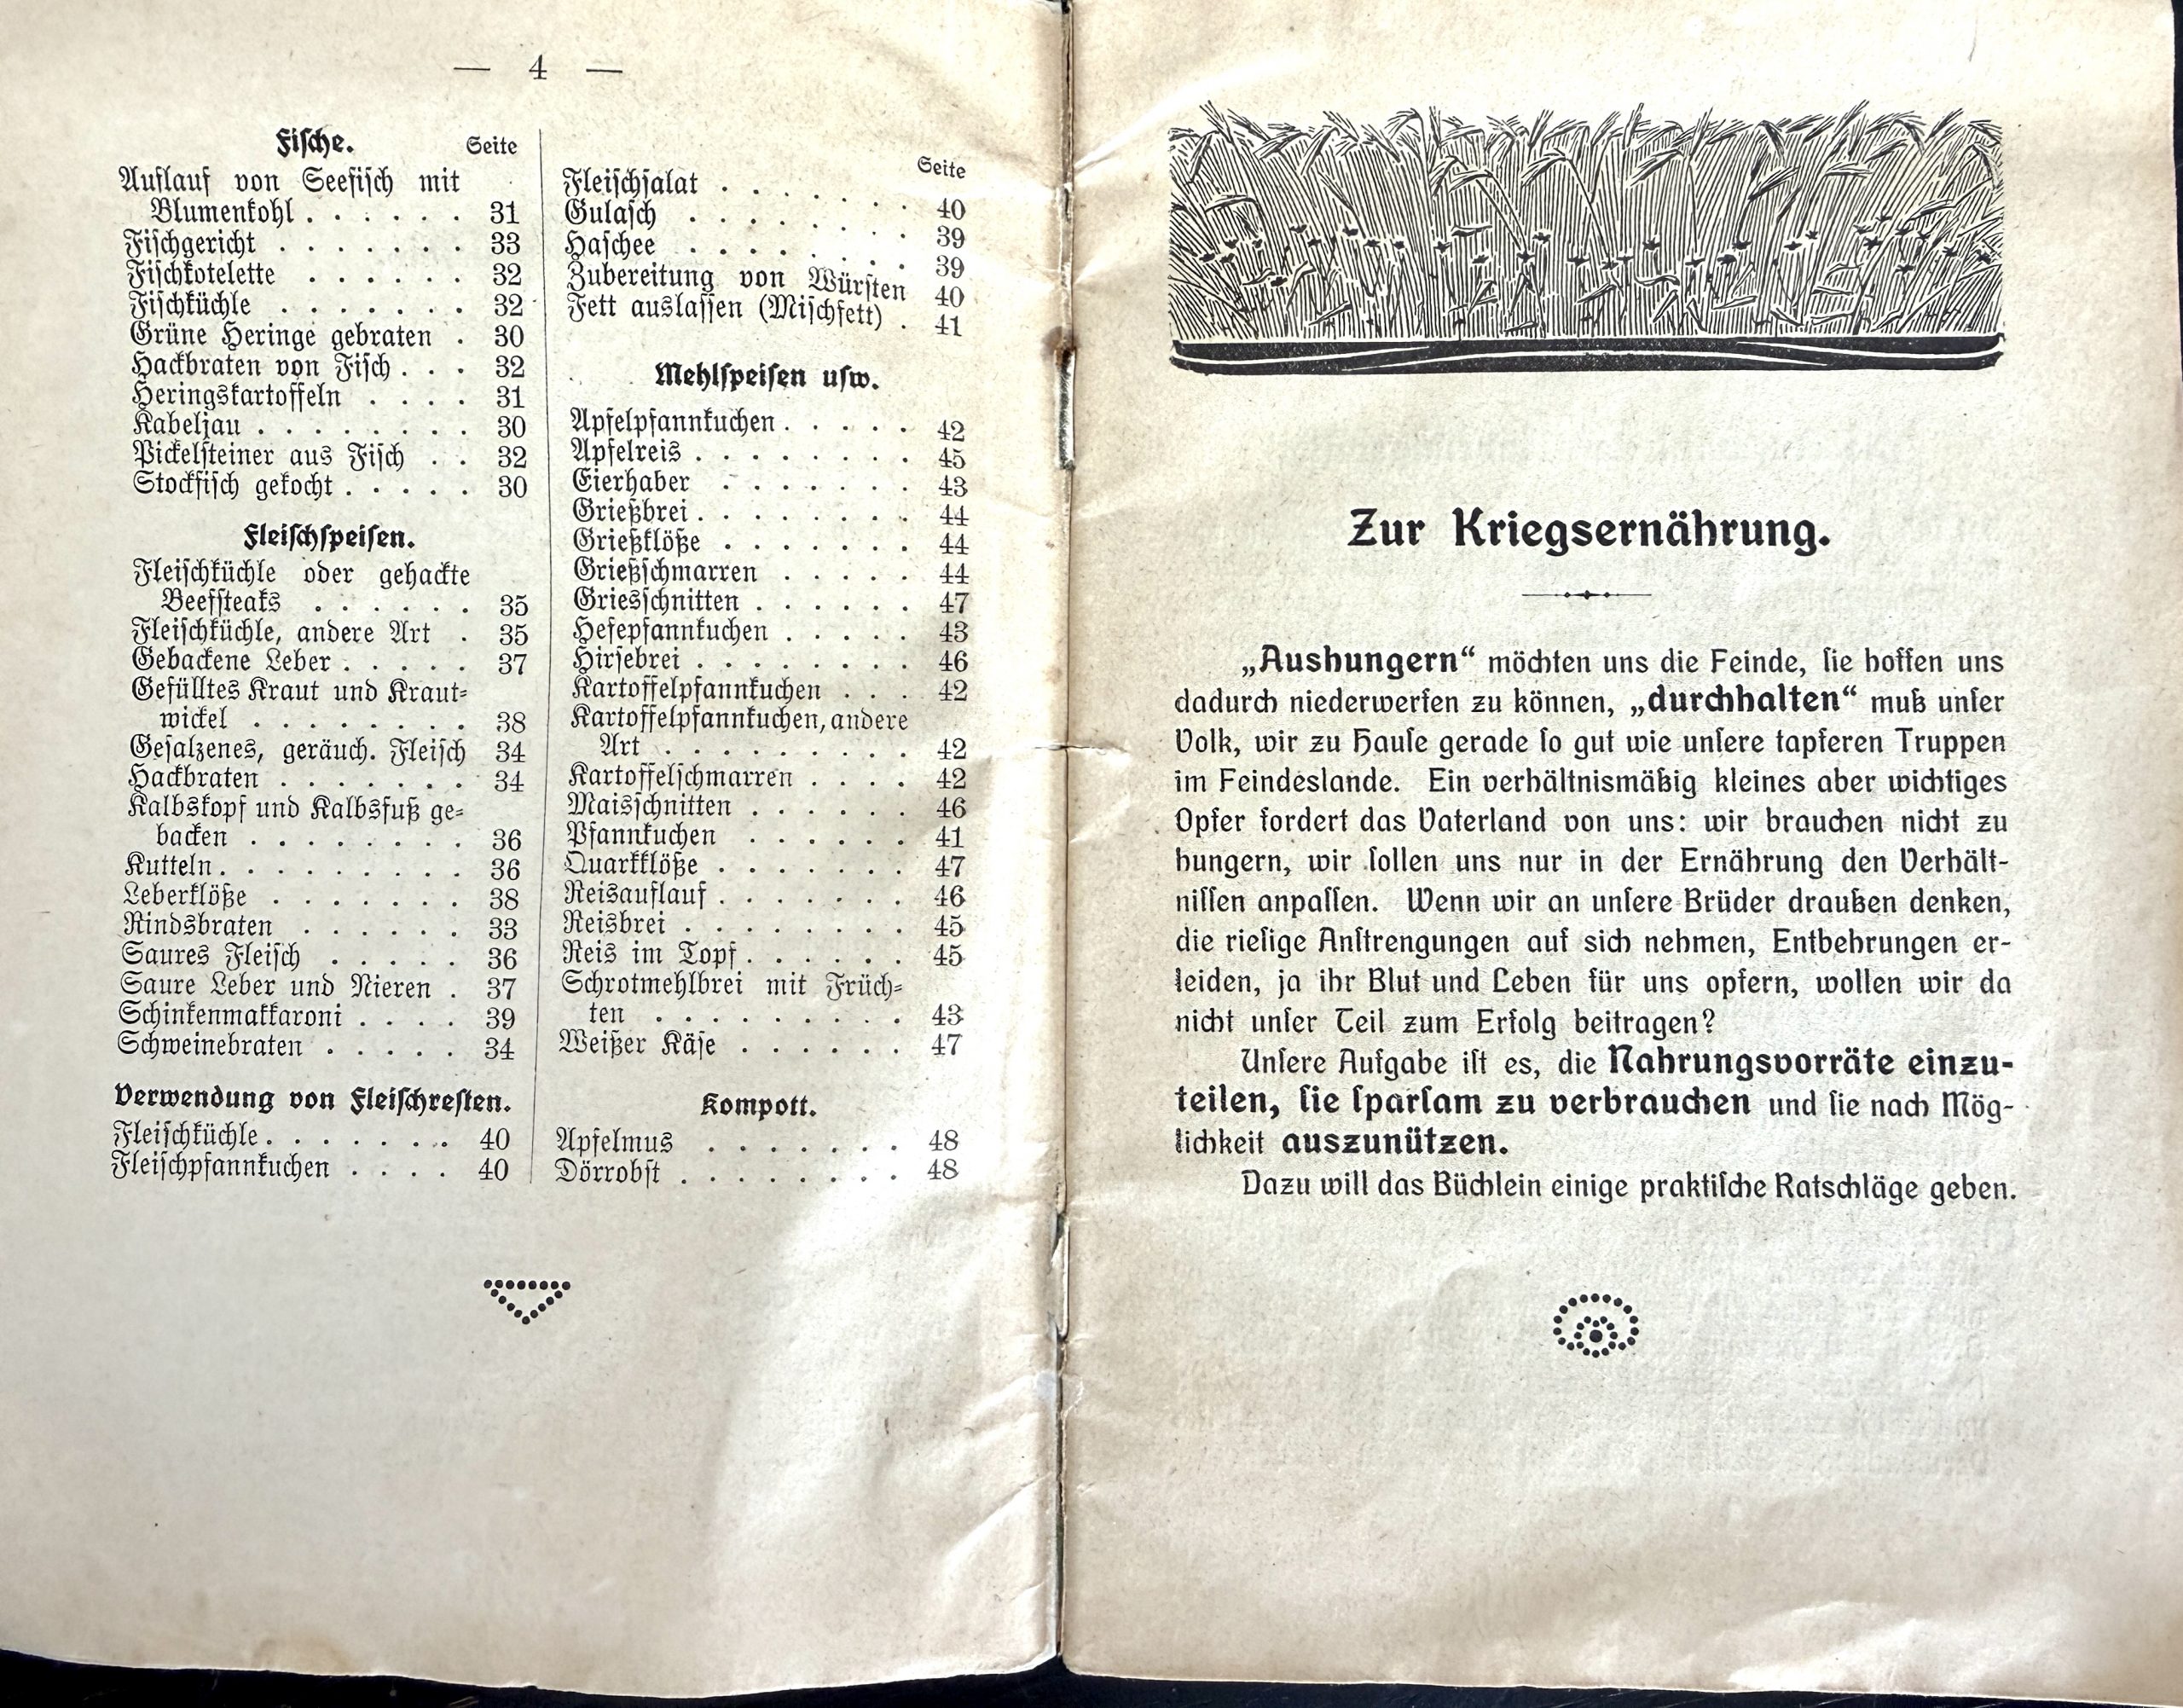 — 4 —
Fische.
Seite
Auflauf von Seefisch mit
Blumenkohl . . . . . . 31
Fischgericht . . . . . . . 33
Fischkotelette . . . . . . 32
Fischküchle . . . . . . . 32
Grüne Heringe gebraten . 30
Hackbraten von Fisch . . . 32
Heringskartoffeln . . . . 31
Kabeljau . . . . . . . . 30
Pickelsteiner aus Fisch . . 32
Stockfisch gekocht . . . . . 30
Fleischspeisen.
Fleischküchle oder gehackte
Beefsteaks . . . . . . 35
Fleischküchle, andere Art . 35
Gebackene Leber . . . . . 37
Gefülltes Kraut und Kraut-
wickel . . . . . . . . 38
Gesalzenes, geräuch. Fleisch 34
Hackbraten . . . . . . . 34
Kalbskopf und Kalbsfuß ge-
backen . . . . . . . . 36
Kutteln . . . . . . . . . 36
Leberklöße . . . . . . . 38
Rindsbraten . . . . . . 33
Saures Fleisch . . . . . 36
Saure Leber und Nieren . 37
Schinkenmakkaroni . . . . 39
Schweinebraten . . . . . 34
Verwendung von Fleischresten.
Fleischküchle . . . . . . . 40
Fleischpfannkuchen . . . . 40
Seite
Fleischsalat . . . . . . . 40
Gulasch . . . . . . . . 39
Haschee . . . . . . . . 39
Zubereitung von Würsten 40
Fett auslassen (Mischfett) . 41
Mehlspeisen usw.
Apfelpfannkuchen . . . . . 42
Apfelreis . . . . . . . . 45
Eierhaber . . . . . . . 43
Grießbrei . . . . . . . . 44
Grießklöße . . . . . . . 44
Grießschmarren . . . . . 44
Griesschnitten . . . . . . 47
Hefepfannkuchen . . . . . 43
Hirsebrei . . . . . . . . 46
Kartoffelpfannkuchen . . . 42
Kartoffelpfannkuchen, andere
Art . . . . . . . . . 42
Kartoffelschmarren . . . . 42
Maisschnitten . . . . . . 46
Pfannkuchen . . . . . . 41
Quarkklöße . . . . . . . 47
Reisauflauf . . . . . . . 46
Reisbrei . . . . . . . . 45
Reis im Topf . . . . . . 45
Schrotmehlbrei mit Früch-
ten . . . . . . . . . 43
Weißer Käse . . . . . . 47
Kompott.
Apfelmus . . . . . . . 48
Dörrobst . . . . . . . . 48
Zur Kriegsernährung.
„Aushungern“ möchten uns die Feinde, sie hoffen uns
dadurch niederwerfen zu können, „durchhalten“ muß unser
Volk, wir zu Hause gerade so gut wie unsere tapferen Truppen
im Feindeslande. Ein verhältnismäßig kleines aber wichtiges
Opfer fordert das Vaterland von uns: wir brauchen nicht zu
hungern, wir sollen uns nur in der Ernährung den Verhält-
nissen anpassen. Wenn wir an unsere Brüder draußen denken,
die riesige Anstrengungen auf sich nehmen, Entbehrungen er-
leiden, ja ihr Blut und Leben für uns opfern, wollen wir da
nicht unser Teil zum Erfolg beitragen?
Unsere Aufgabe ist es, die Nahrungsvorräte einzu-
teilen, sie sparsam zu verbrauchen und sie nach Mög-
lichkeit auszunützen.
Dazu will das Büchlein einige praktische Ratschläge geben.